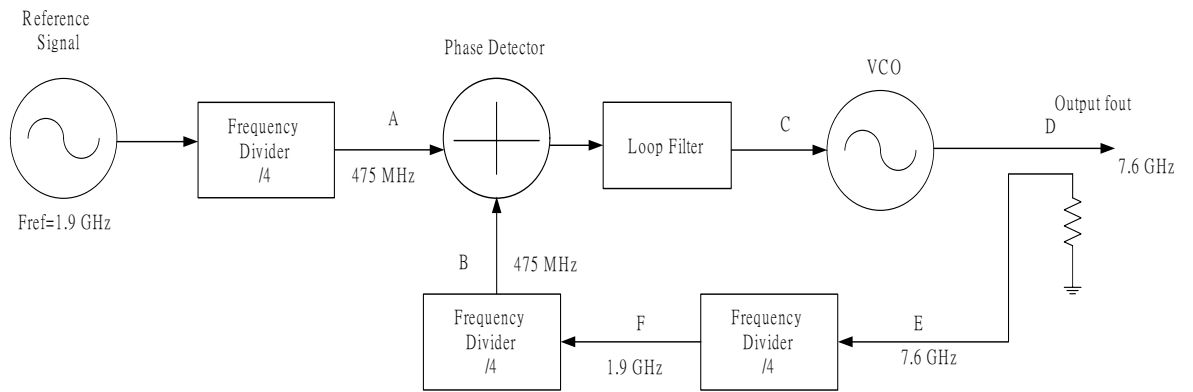 Reference
Signal
Phase Detector
VCO
Output fout
Frequency
Divider
/4
A
Loop Filter
C
D
475 MHz
7.6 GHz
Fref=1.9 GHz
B
475 MHz
Frequency
Divider
/4
F
1.9 GHz
Frequency
Divider
/4
E
7.6 GHz